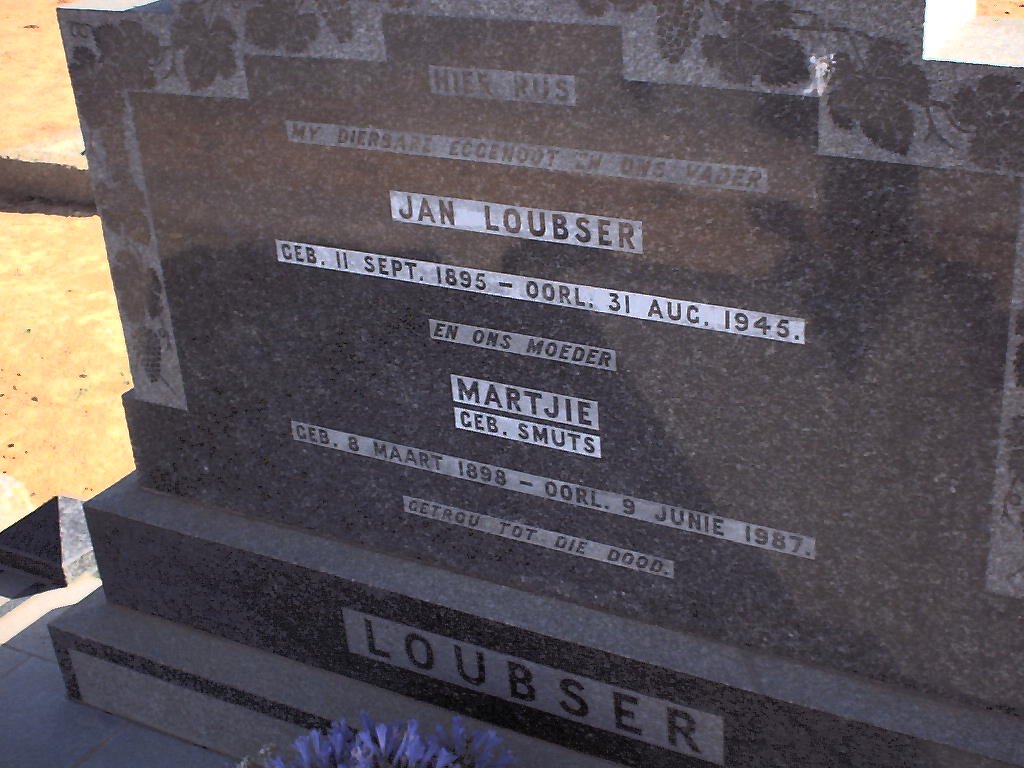 HIER RUS
MY DIERBARE EGGENOOT EN ONS VADER
JAN LOUBSER
GEB. 11 SEPT. 1895 - OORL. 31 AUG. 1945.
EN ONS MOEDER
MARTJIE
GEB. SMUTS
GEB. 8 MAART 1898 - OORL. 9 JUNIE 1987.
GETROU TOT DIE DOOD.
LOUBSER